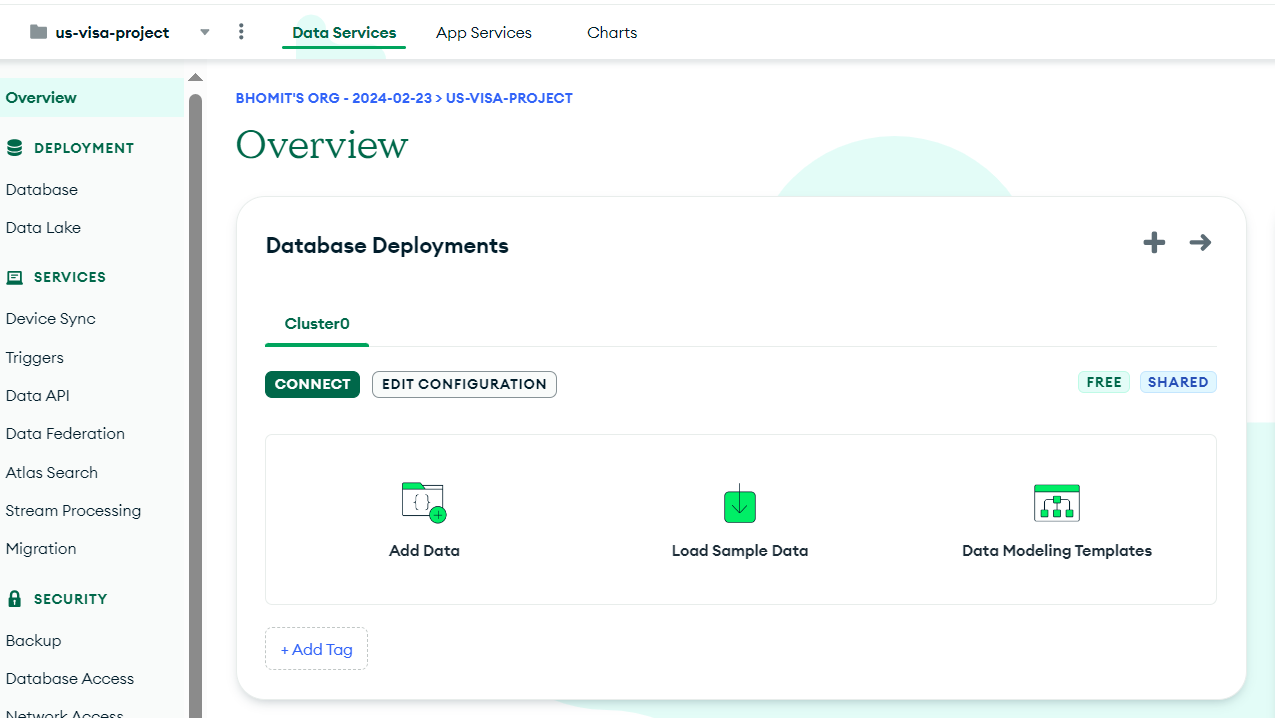 us-visa-project
Data Services
App Services
Charts
Overview
DEPLOYMENT
Database
Data Lake
SERVICES
Device Sync
Triggers
Data API
Data Federation
Atlas Search
Stream Processing
Migration
SECURITY
Backup
Database Access
Network Access
BHOMIT'S ORG - 2024-02-23 > US-VISA-PROJECT
Overview
Database Deployments
Cluster0
CONNECT
EDIT CONFIGURATION
FREE
SHARED
{ }
Add Data
Load Sample Data
Data Modeling Templates
+ Add Tag